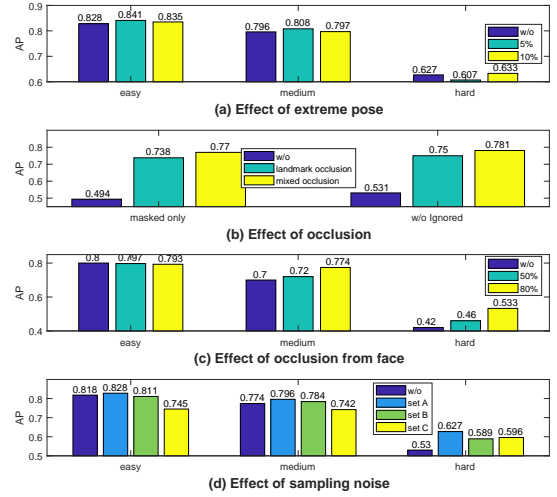 0.9
0.8
0.7
0.6
AP
0.828
0.841
0.835
0.796
0.808
0.797
0.627
0.607
0.633
w/o
5%
10%
easy
medium
hard
(a) Effect of extreme pose
0.8
0.7
0.6
0.5
AP
0.494
0.738
0.77
0.531
0.75
0.781
w/o
landmark occlusion
mixed occlusion
masked only
w/o Ignored
(b) Effect of occlusion
0.8
0.6
0.4
AP
0.8
0.797
0.793
0.7
0.72
0.774
0.42
0.46
0.533
w/o
50%
80%
easy
medium
hard
(c) Effect of occlusion from face
0.8
0.7
0.6
0.5
AP
0.818
0.828
0.811
0.745
0.774
0.796
0.784
0.742
0.53
0.627
0.589
0.596
w/o
set A
set B
set C
easy
medium
hard
(d) Effect of sampling noise